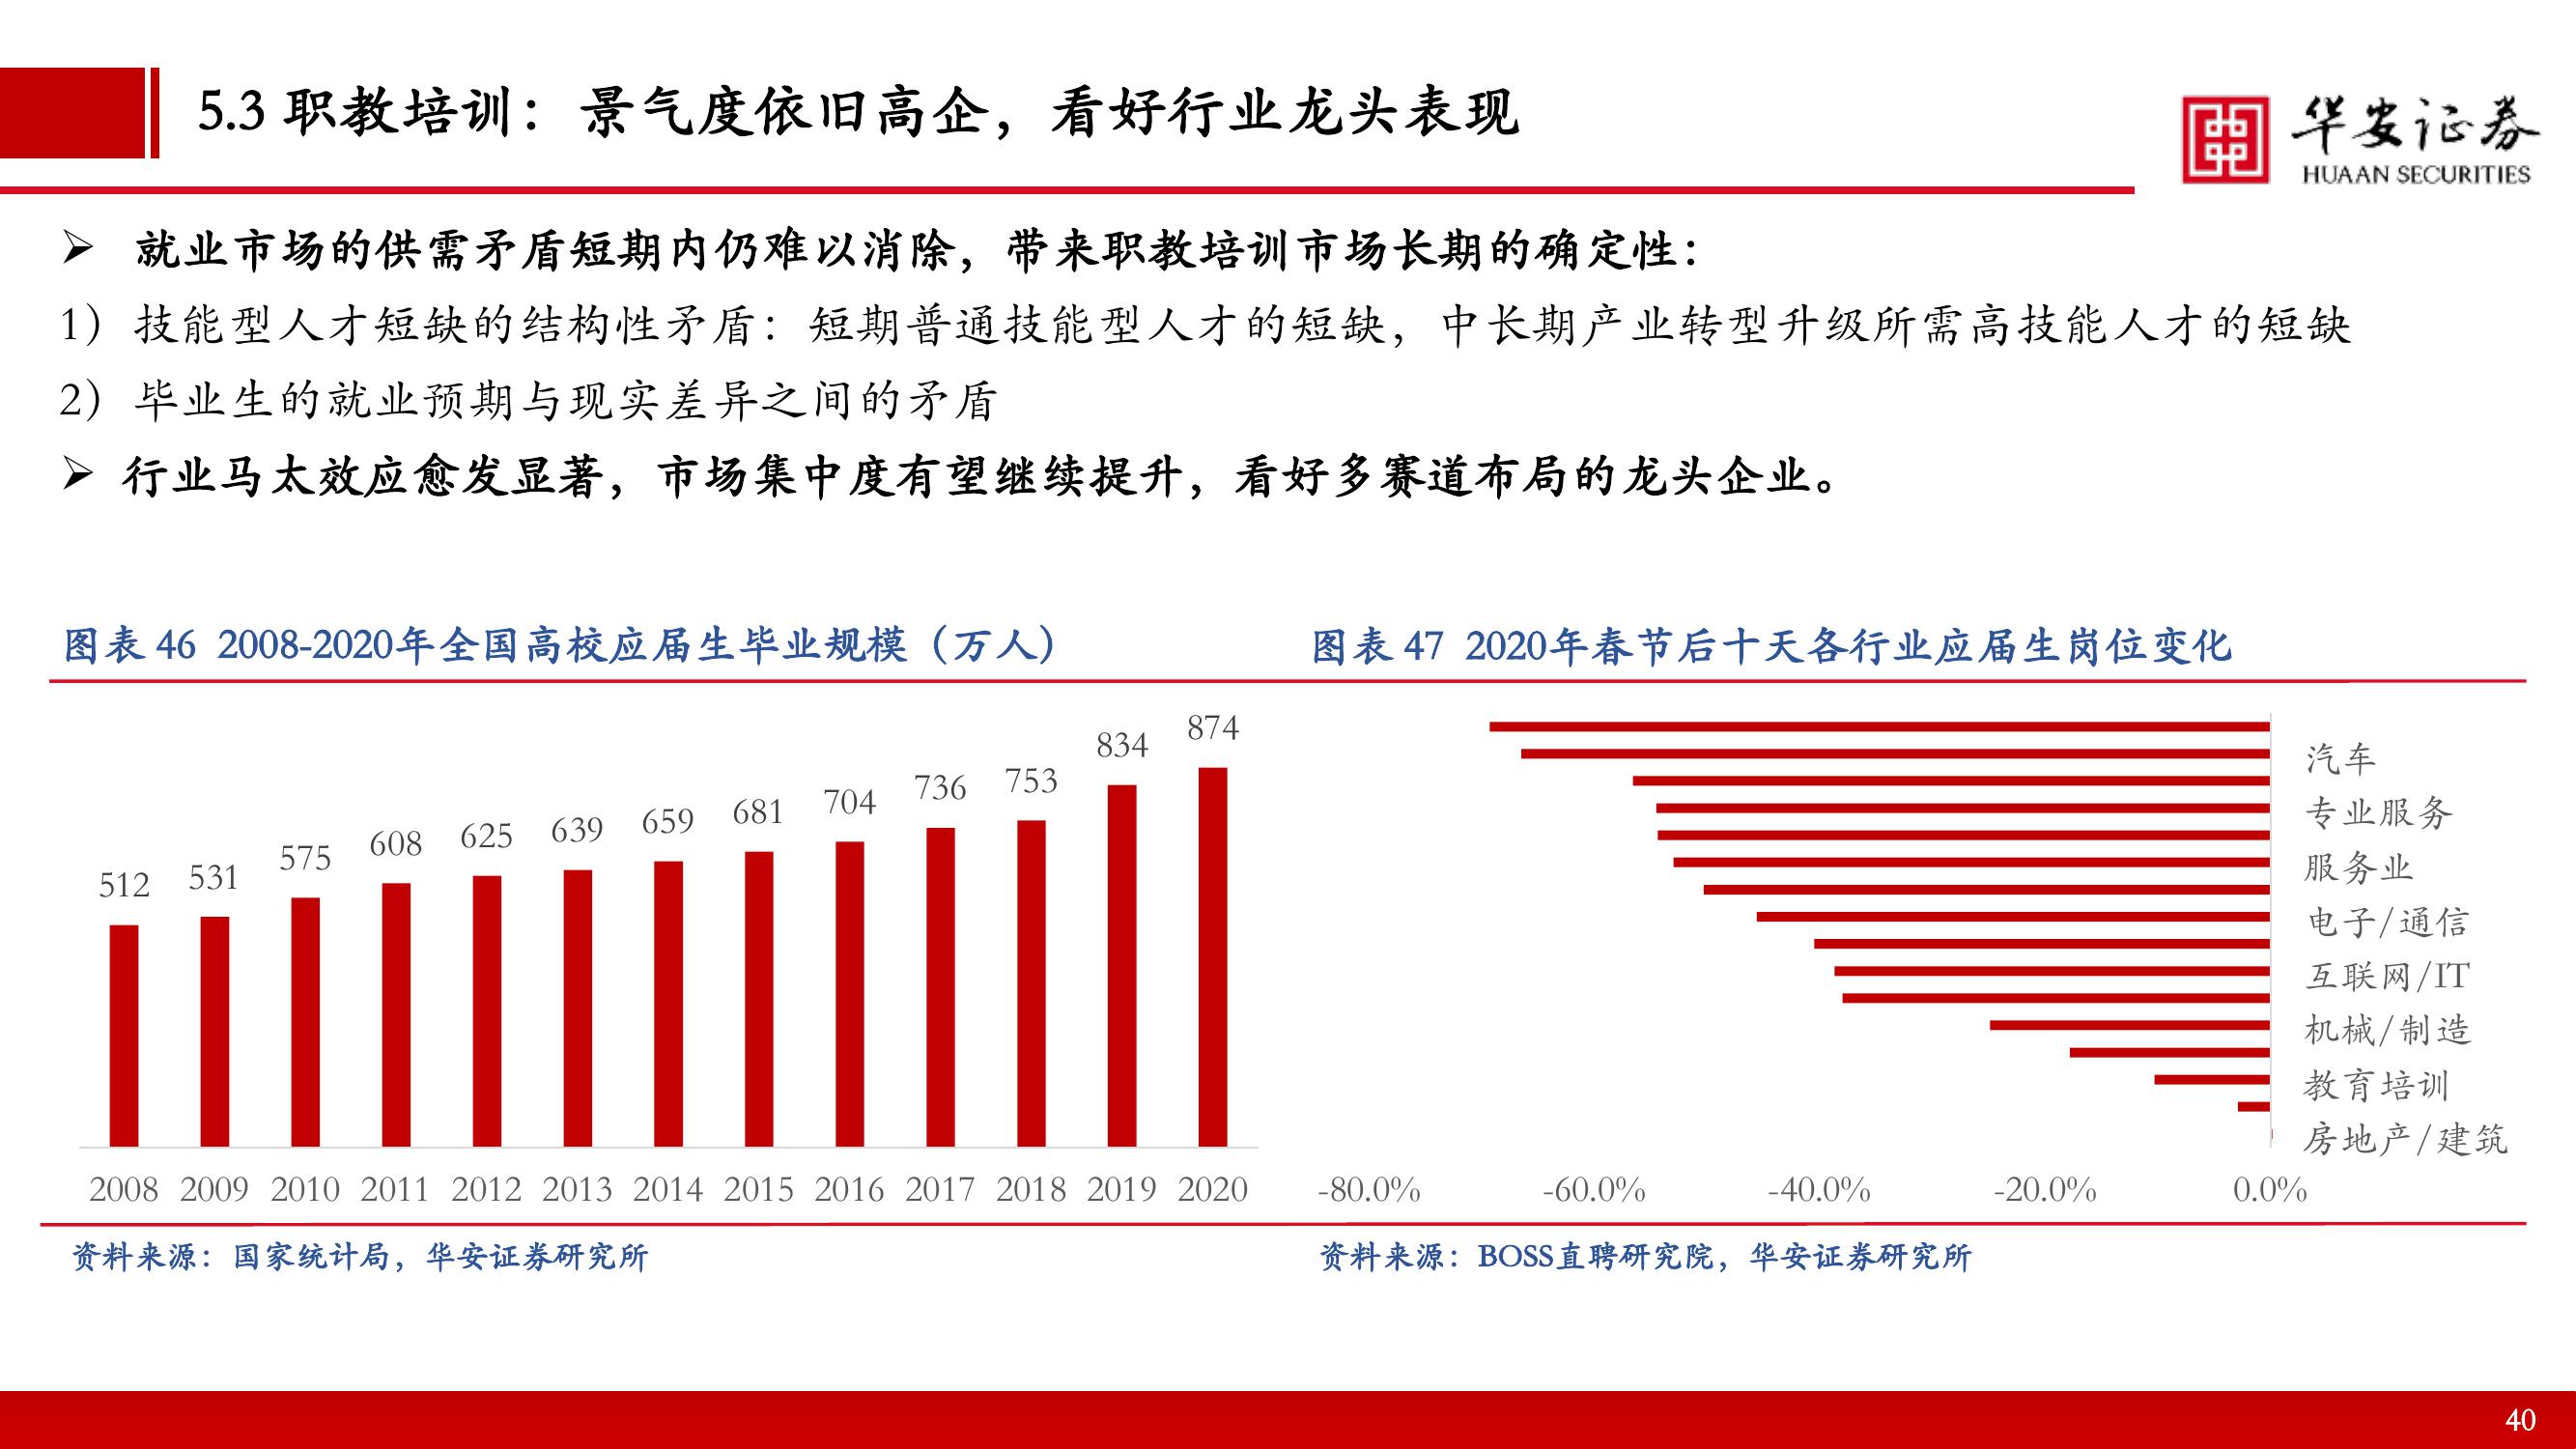 5.3 职教培训：景气度依旧高企，看好行业龙头表现
华安证券
HUAAN SECURITIES
➢ 就业市场的供需矛盾短期内仍难以消除，带来职教培训市场长期的确定性：
1）技能型人才短缺的结构性矛盾：短期普通技能型人才的短缺，中长期产业转型升级所需高技能人才的短缺
2）毕业生的就业预期与现实差异之间的矛盾
➢ 行业马太效应愈发显著，市场集中度有望继续提升，看好多赛道布局的龙头企业。
图表 46 2008-2020年全国高校应届生毕业规模（万人）
512 531 575 608 625 639 659 681 704 736 753 834 874
2008 2009 2010 2011 2012 2013 2014 2015 2016 2017 2018 2019 2020
资料来源：国家统计局，华安证券研究所
图表 47 2020年春节后十天各行业应届生岗位变化
汽车
专业服务
服务业
电子/通信
互联网/IT
机械/制造
教育培训
房地产/建筑
-80.0% -60.0% -40.0% -20.0% 0.0%
资料来源：BOSS直聘研究院，华安证券研究所
40